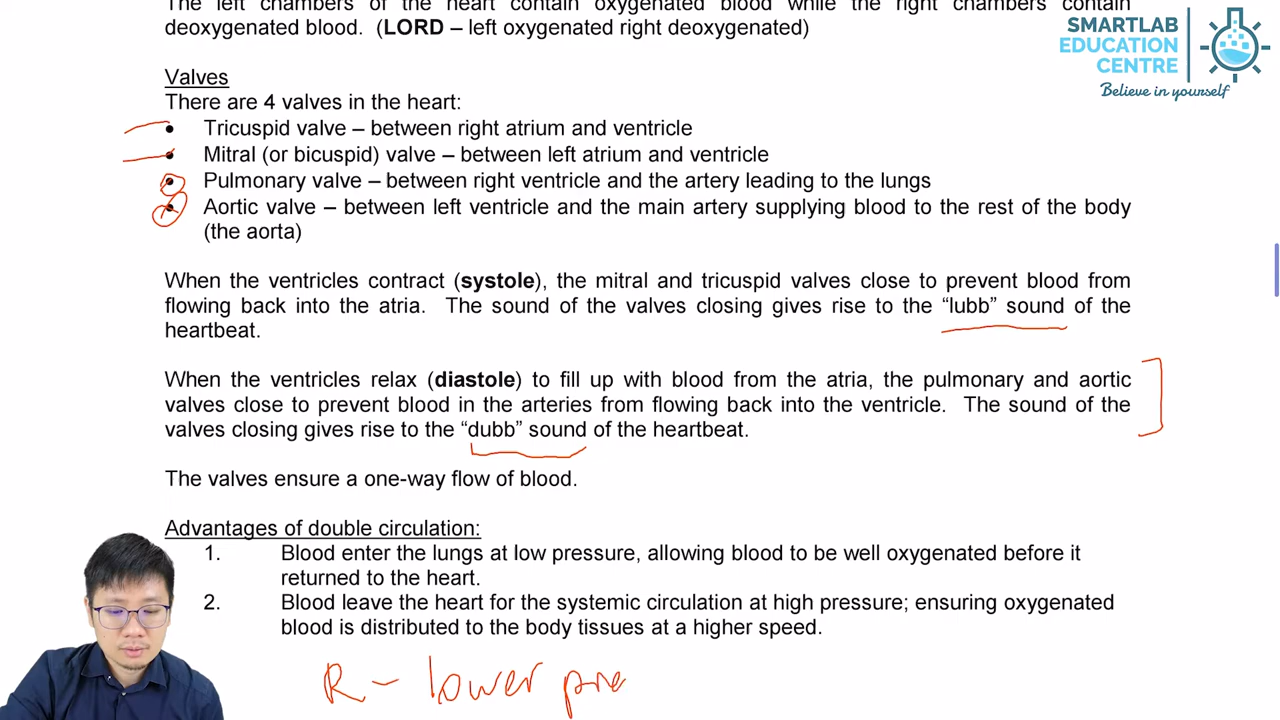 The left chambers of the heart contain oxygenated blood while the right chambers contain
deoxygenated blood. (LORD – left oxygenated right deoxygenated)
SMARTLAB
EDUCATION
CENTRE
Believe in yourself
Valves
There are 4 valves in the heart:
• Tricuspid valve – between right atrium and ventricle
• Mitral (or bicuspid) valve – between left atrium and ventricle
• Pulmonary valve – between right ventricle and the artery leading to the lungs
• Aortic valve – between left ventricle and the main artery supplying blood to the rest of the body
(the aorta)
When the ventricles contract (systole), the mitral and tricuspid valves close to prevent blood from
flowing back into the atria. The sound of the valves closing gives rise to the “lubb” sound of the
heartbeat.
When the ventricles relax (diastole) to fill up with blood from the atria, the pulmonary and aortic
valves close to prevent blood in the arteries from flowing back into the ventricle. The sound of the
valves closing gives rise to the “dubb” sound of the heartbeat.
The valves ensure a one-way flow of blood.
Advantages of double circulation:
1. Blood enter the lungs at low pressure, allowing blood to be well oxygenated before it
returned to the heart.
2. Blood leave the heart for the systemic circulation at high pressure; ensuring oxygenated
blood is distributed to the body tissues at a higher speed.
R – lower pre